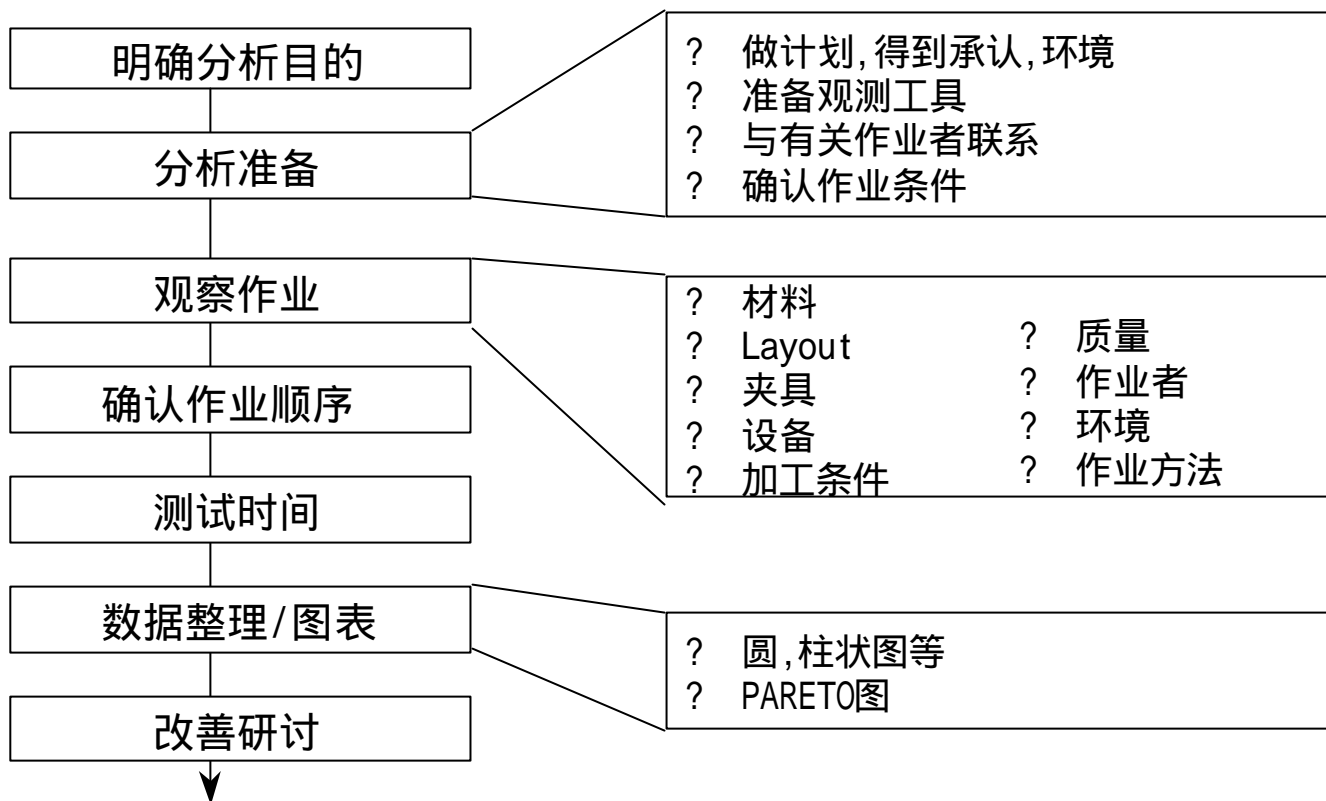 明确分析目的
分析准备
观察作业
确认作业顺序
测试时间
数据整理/图表
改善研讨
? 做计划,得到承认,环境
? 准备观测工具
? 与有关作业者联系
? 确认作业条件
? 材料
? Layout
? 夹具
? 设备
? 加工条件
? 质量
? 作业者
? 环境
? 作业方法
? 圆,柱状图等
? PARETO图